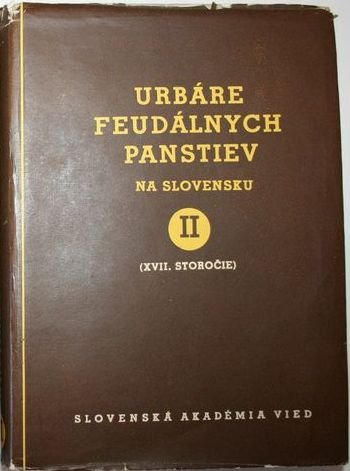 URBÁRE
FEUDÁLNYCH
PANSTIEV
NA SLOVENSKU
II
(XVII. STOROČIE)
SLOVENSKÁ AKADÉMIA VIED